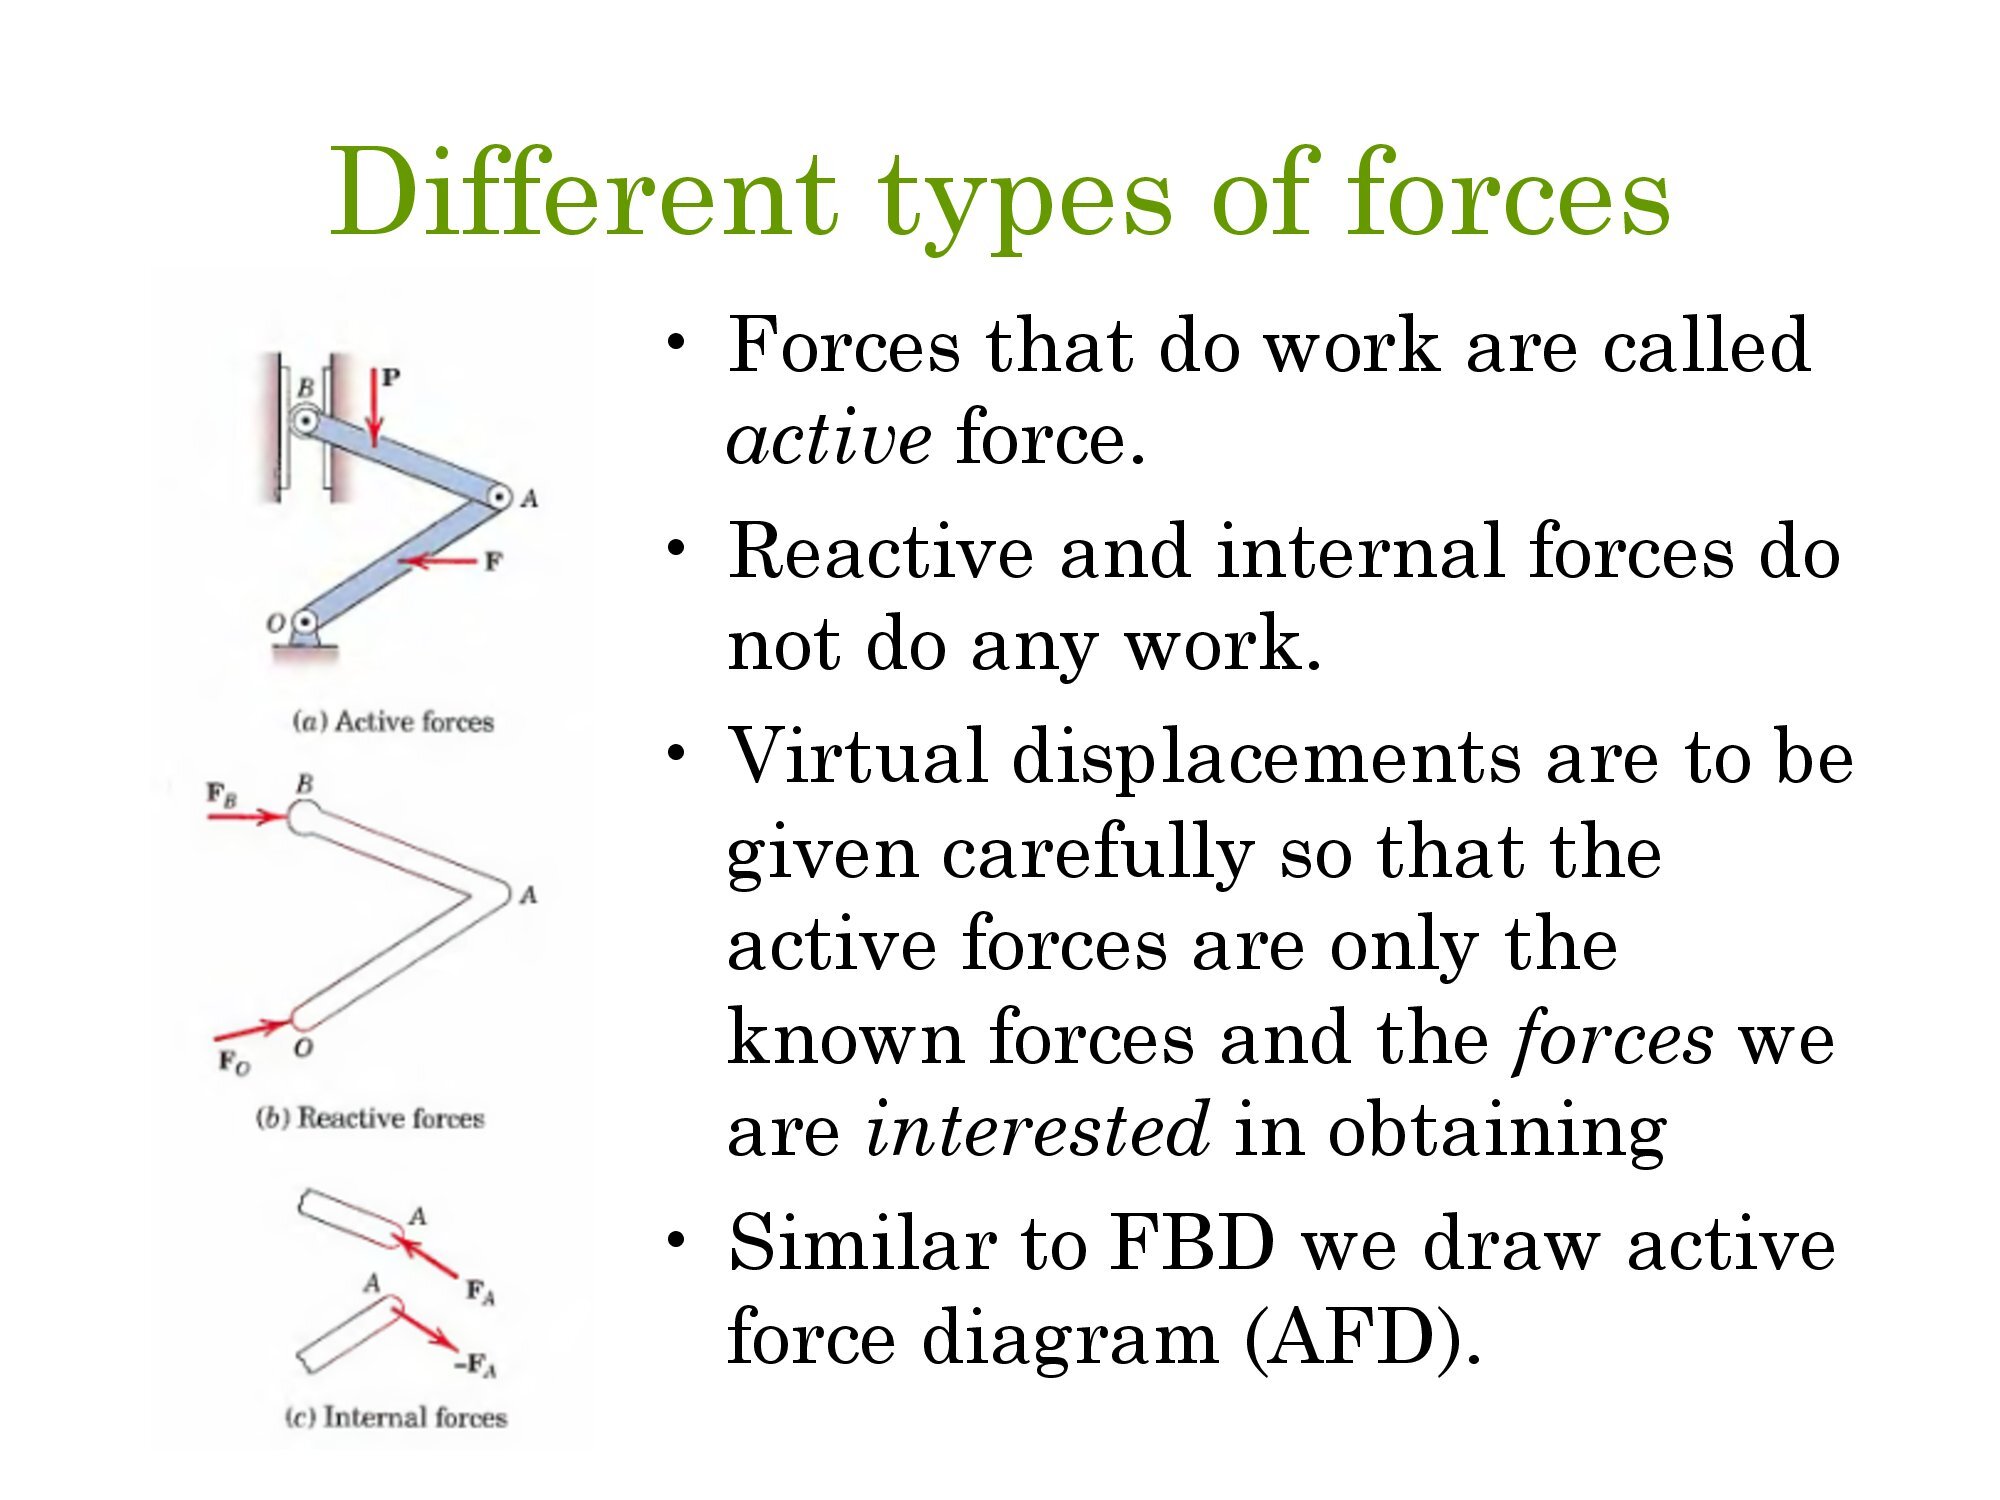 Different types of forces
B
P
A
F
O
(a) Active forces
F_B
B
A
F_O
O
(b) Reactive forces
A
F_A
A
–F_A
(c) Internal forces
• Forces that do work are called
active force.
• Reactive and internal forces do
not do any work.
• Virtual displacements are to be
given carefully so that the
active forces are only the
known forces and the forces we
are interested in obtaining
• Similar to FBD we draw active
force diagram (AFD).